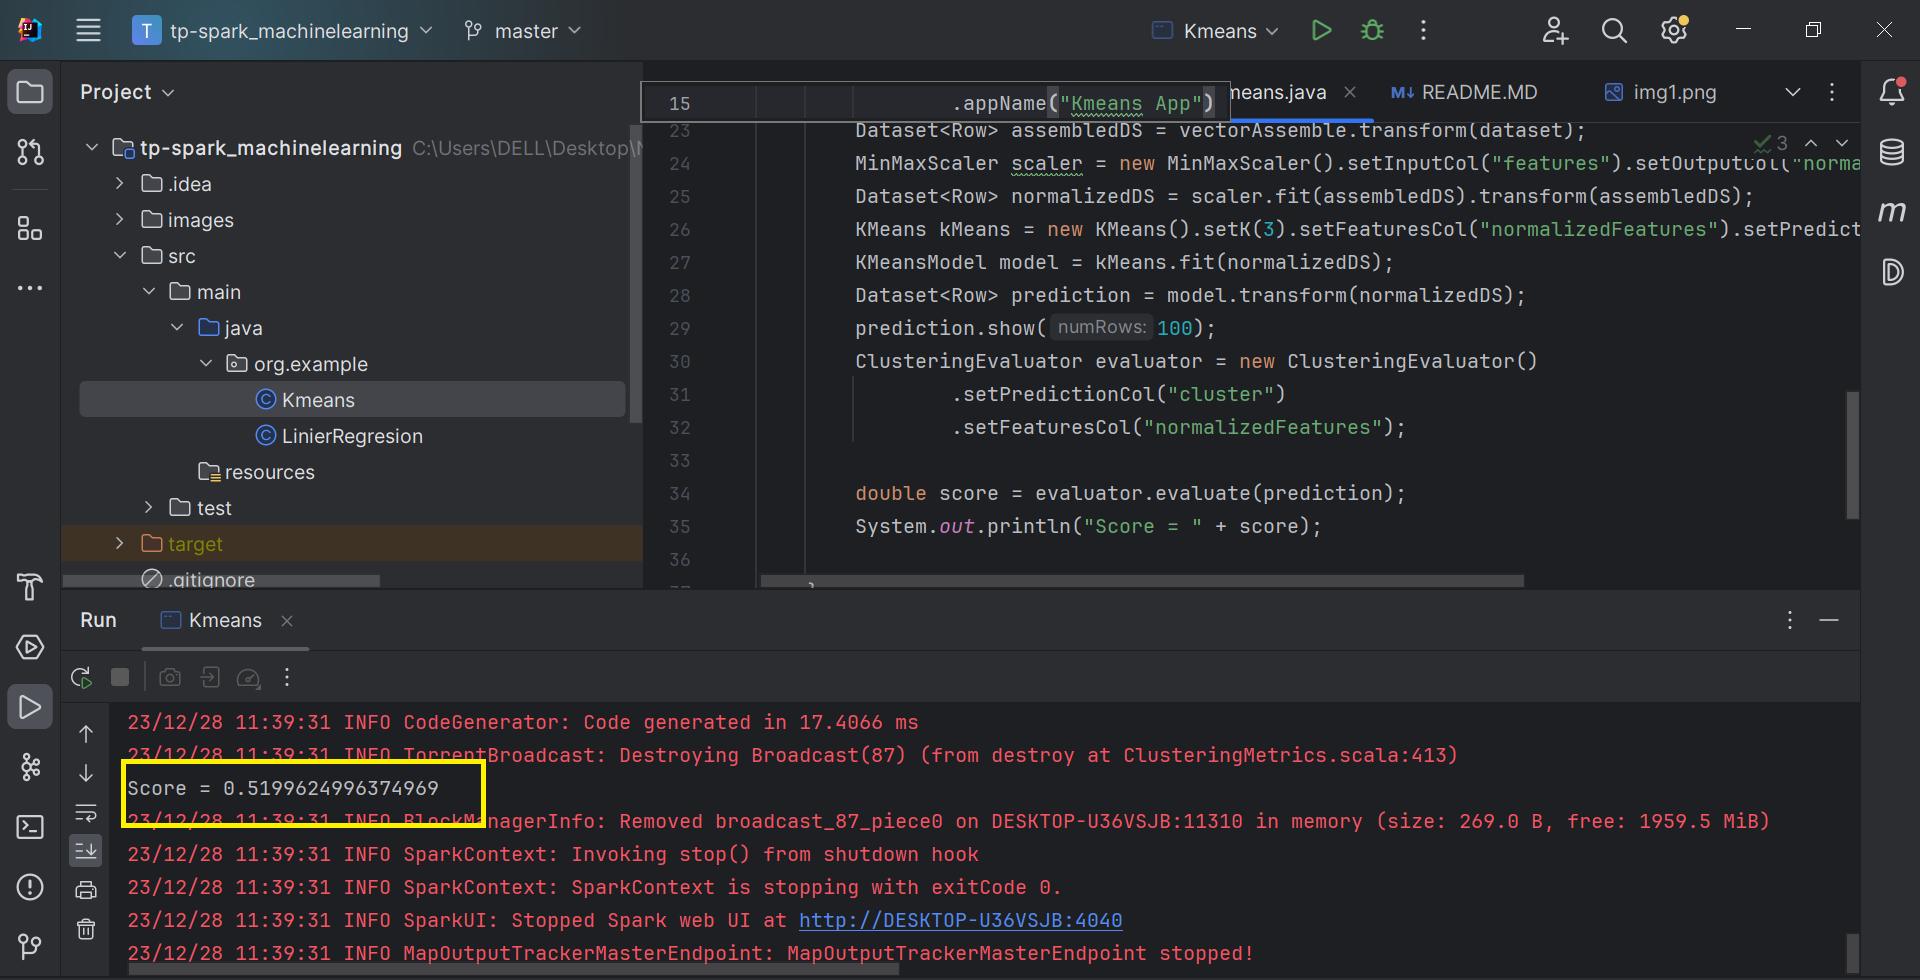 T tp-spark_machinelearning master Kmeans
Project
tp-spark_machinelearning C:\Users\DELL\Desktop\
.idea
images
src
main
java
org.example
Kmeans
LinierRegresion
resources
test
target
.gitignore
means.java README.MD img1.png
15 .appName("Kmeans App")
23 Dataset<Row> assembledDS = vectorAssemble.transform(dataset);
3
24 MinMaxScaler scaler = new MinMaxScaler().setInputCol("features").setOutputCol("norma
25 Dataset<Row> normalizedDS = scaler.fit(assembledDS).transform(assembledDS);
26 KMeans kMeans = new KMeans().setK(3).setFeaturesCol("normalizedFeatures").setPredict
27 KMeansModel model = kMeans.fit(normalizedDS);
28 Dataset<Row> prediction = model.transform(normalizedDS);
29 prediction.show( numRows: 100);
30 ClusteringEvaluator evaluator = new ClusteringEvaluator()
31 .setPredictionCol("cluster")
32 .setFeaturesCol("normalizedFeatures");
33
34 double score = evaluator.evaluate(prediction);
35 System.out.println("Score = " + score);
36
Run Kmeans
23/12/28 11:39:31 INFO CodeGenerator: Code generated in 17.4066 ms
23/12/28 11:39:31 INFO TorrentBroadcast: Destroying Broadcast(87) (from destroy at ClusteringMetrics.scala:413)
Score = 0.5199624996374969
23/12/28 11:39:31 INFO BlockManagerInfo: Removed broadcast_87_piece0 on DESKTOP-U36VSJB:11310 in memory (size: 269.0 B, free: 1959.5 MiB)
23/12/28 11:39:31 INFO SparkContext: Invoking stop() from shutdown hook
23/12/28 11:39:31 INFO SparkContext: SparkContext is stopping with exitCode 0.
23/12/28 11:39:31 INFO SparkUI: Stopped Spark web UI at http://DESKTOP-U36VSJB:4040
23/12/28 11:39:31 INFO MapOutputTrackerMasterEndpoint: MapOutputTrackerMasterEndpoint stopped!